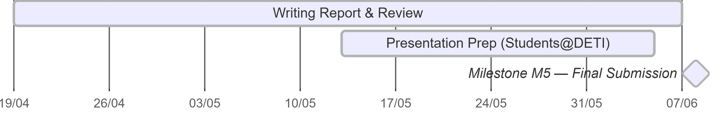 Writing Report & Review
Presentation Prep (Students@DETI)
Milestone M5 — Final Submission
19/04 26/04 03/05 10/05 17/05 24/05 31/05 07/06